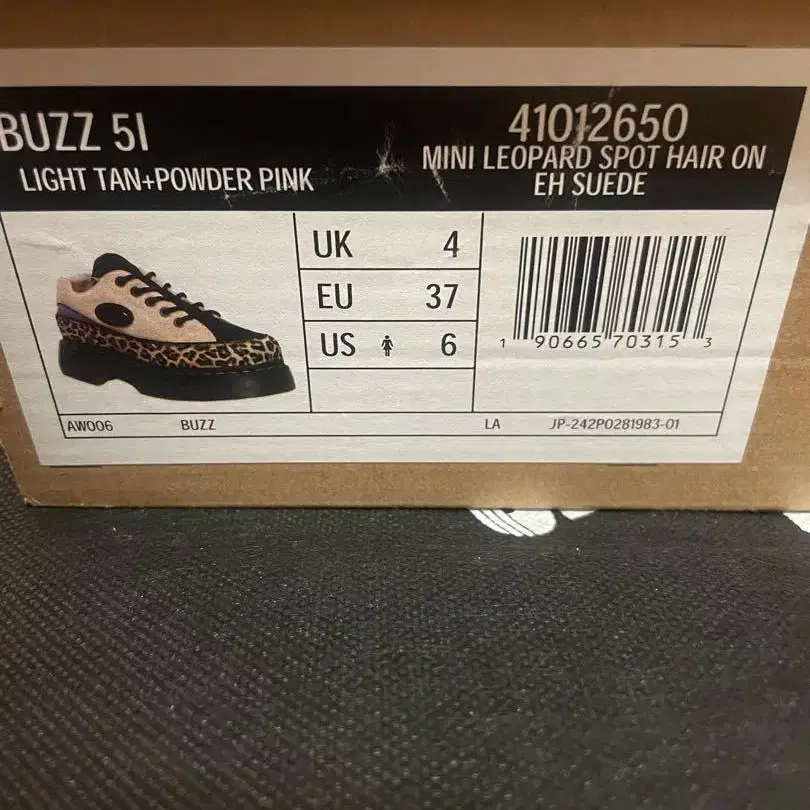 BUZZ 5I
LIGHT TAN+POWDER PINK
41012650
MINI LEOPARD SPOT HAIR ON
EH SUEDE
UK 4
EU 37
US 6
1 90665 70315 3
AW006 BUZZ LA JP-242P0281983-01